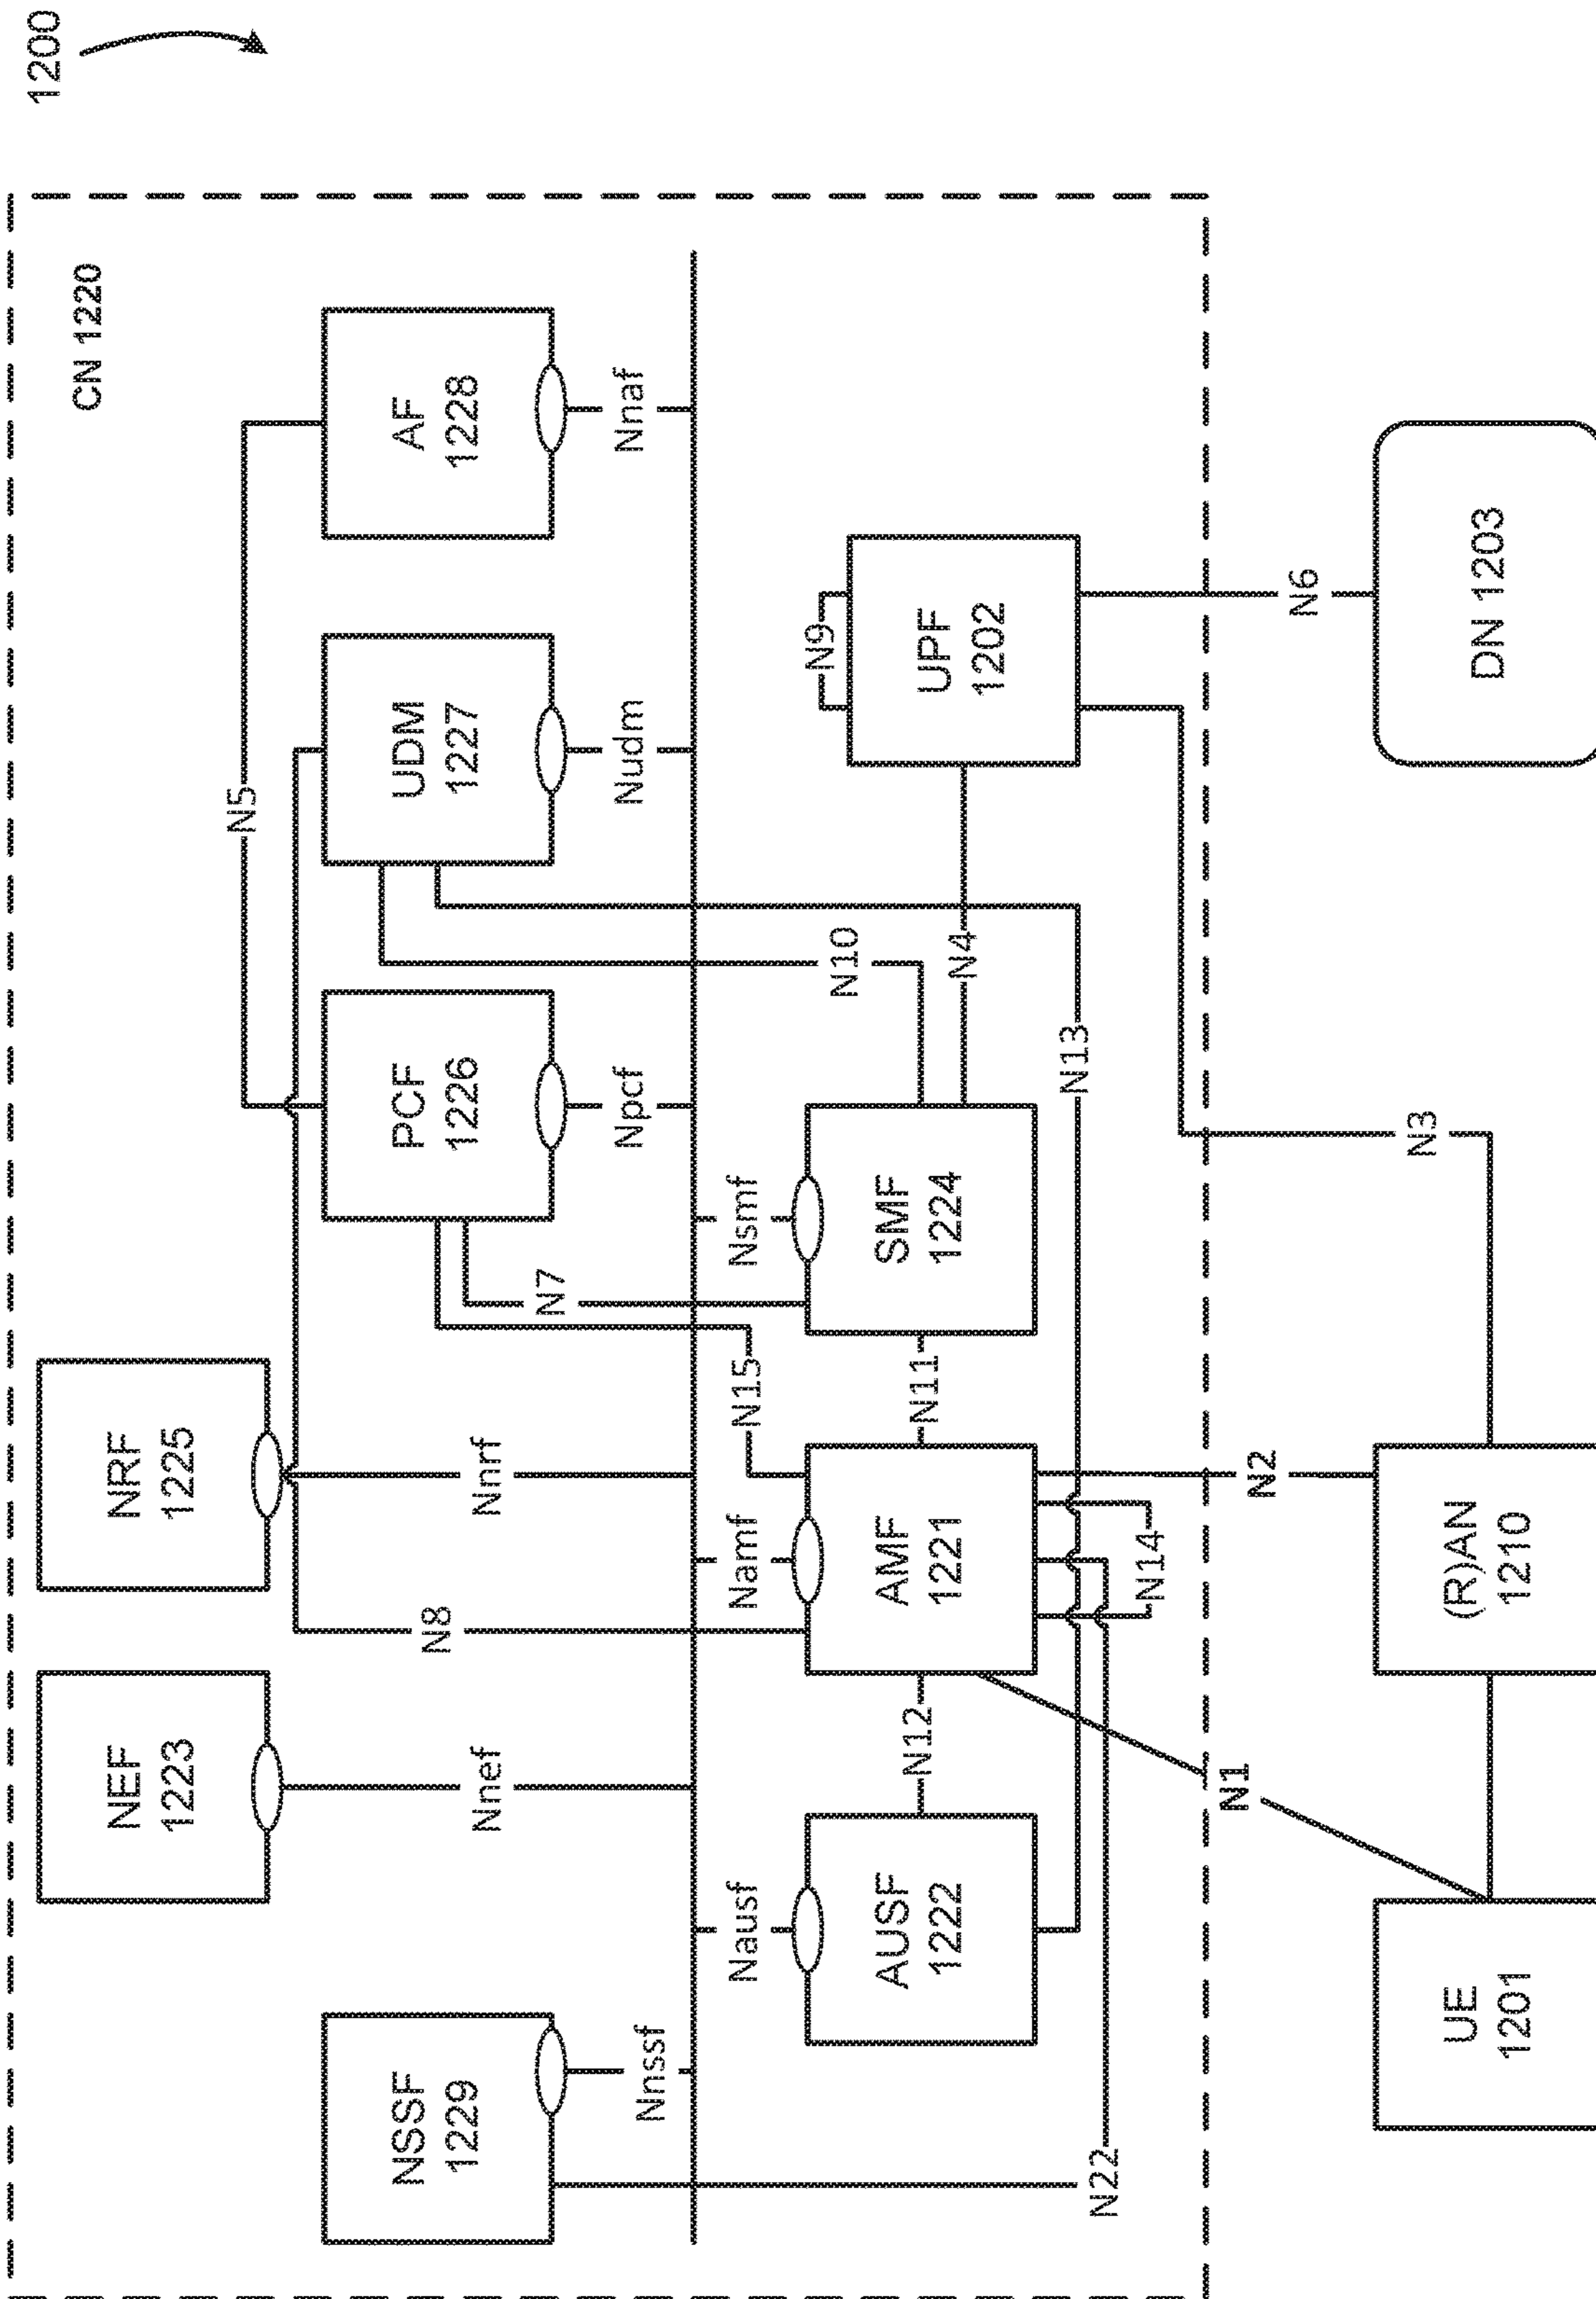 1200
CN 1220
NEF
1223
NRF
1225
N5
NSSF
1229
PCF
1226
UDM
1227
AF
1228
N8
Nnef
Nnrf
N7
Nnssf
Npcf
Nudm
Nnaf
Nausf
Namf
N15
Nsmf
N10
N9
AUSF
1222
N12
AMF
1221
N11
SMF
1224
N4
UPF
1202
N13
N22
N14
N1
N2
N6
N3
UE
1201
(R)AN
1210
DN 1203